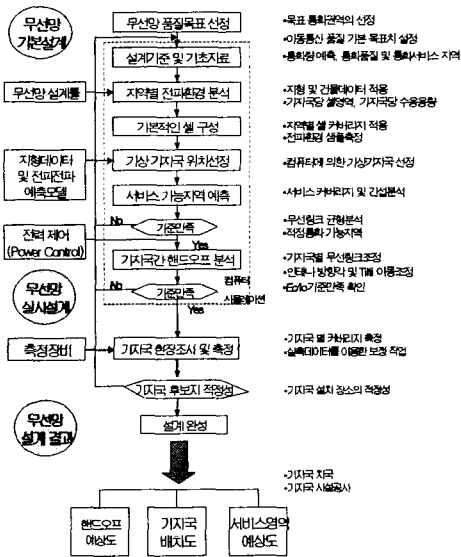 무선망
기본설계
무선망 품질목표 선정
•목표 통화권역의 선정
•이동통신 품질 기본 목표치 설정
설계기준 및 기초자료
•통화량 예측, 통화품질 및 통화서비스 지역
무선망 설계툴
지역별 전파환경 분석
•지형 및 건물데이터 적용
•기지국당 셀영역, 기지국당 수용용량
기본적인 셀 구성
•지역별 셀 커버리지 적용
•전파환경 샘플측정
지형데이터
및 전파전파
예측모델
가상 기지국 위치선정
•컴퓨터에 의한 가상기지국 선정
서비스 가능지역 예측
•서비스 커버리지 및 간섭분석
No
기준만족
•무선링크 균형분석
•적정통화 가능지역
전력 제어
(Power Control)
Yes
기지국간 핸드오프 분석
•기지국별 무선링크조정
•안테나 방향각 및 Tilt 이동조정
•Ec/Io기준만족 확인
컴퓨터
시뮬레이션
무선망
실시설계
No
기준만족
Yes
측정장비
기지국 현장조사 및 측정
•기지국 별 커버리지 측정
•실측데이터를 이용한 보정 작업
기지국 후보지 적정성
•기지국 설치 장소의 적정성
무선망
설계 결과
설계 완성
•기지국 치국
•기지국 시설공사
핸드오프
예상도
기지국
배치도
서비스영역
예상도